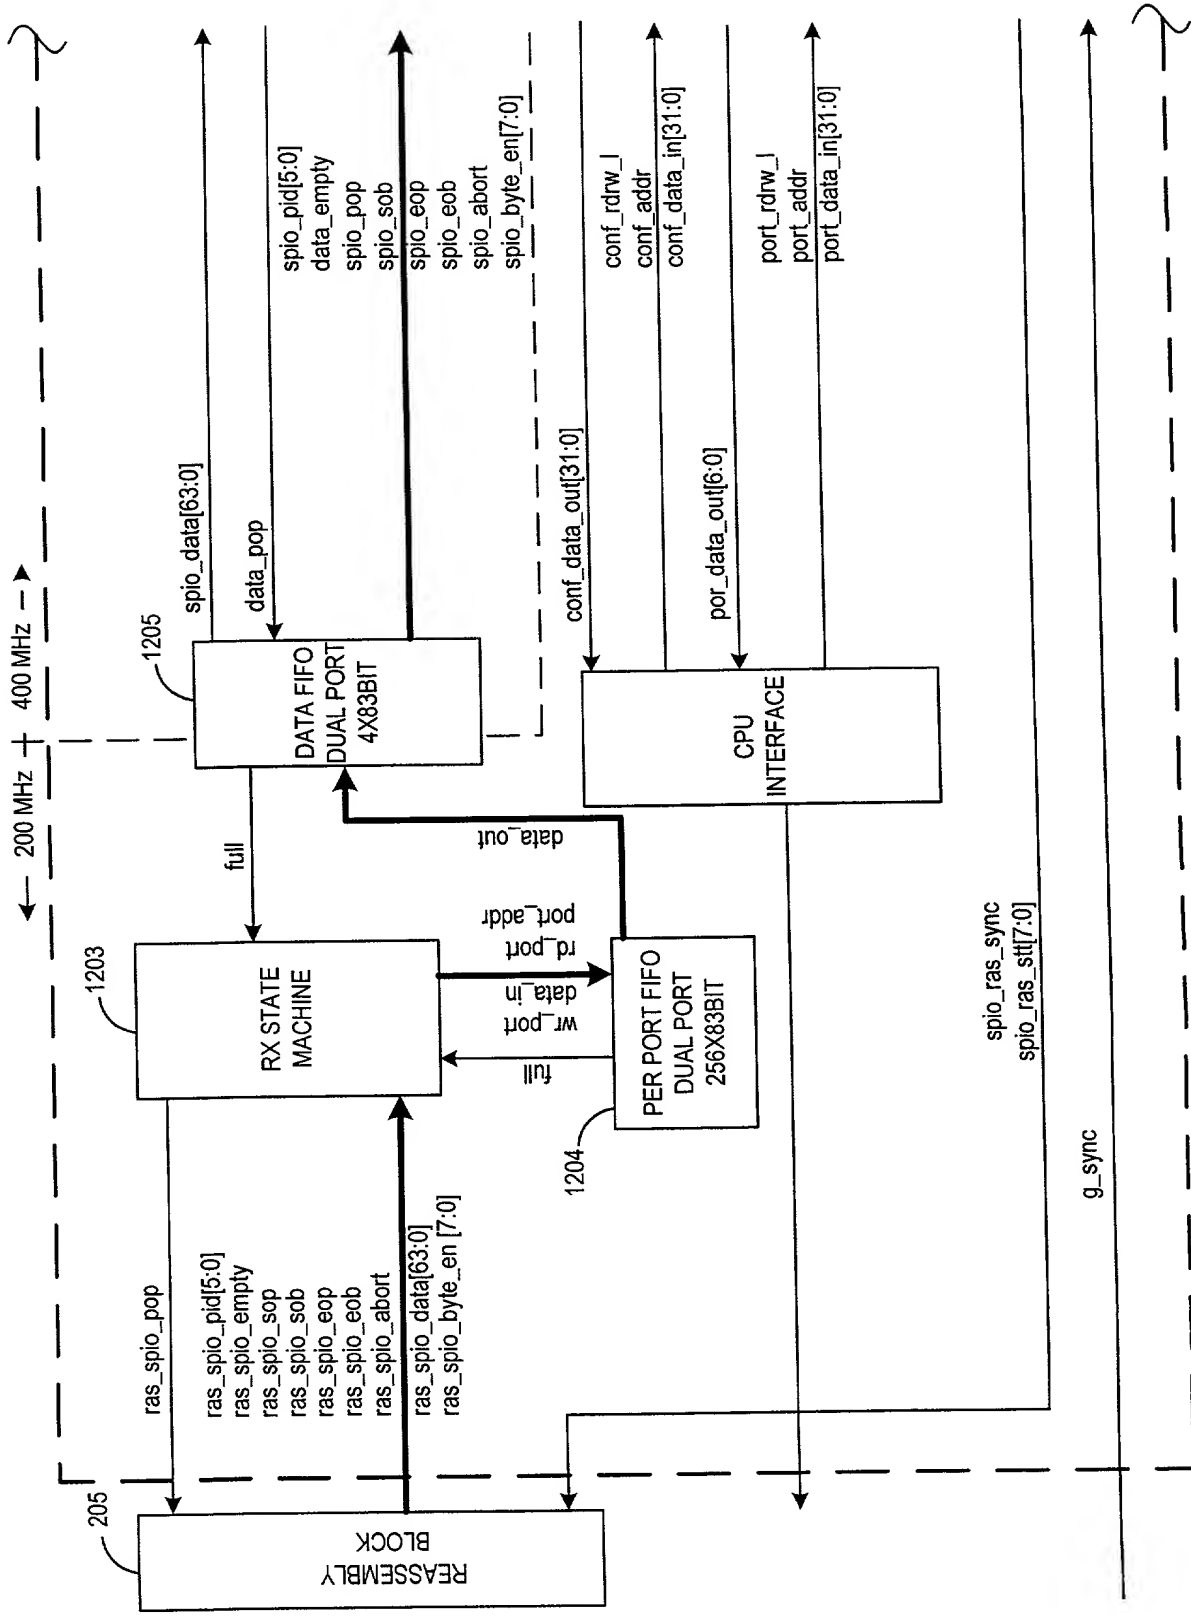 ← 200 MHz
400 MHz →
205
REASSEMBLY
BLOCK
ras_spio_pop
ras_spio_pid[5:0]
ras_spio_empty
ras_spio_sop
ras_spio_sob
ras_spio_eop
ras_spio_eob
ras_spio_abort
ras_spio_data[63:0]
ras_spio_byte_en [7:0]
1203
RX STATE
MACHINE
full
full
wr_port
data_in
rd_port
port_addr
1204
PER PORT FIFO
DUAL PORT
256X83BIT
data_out
1205
DATA FIFO
DUAL PORT
4X83BIT
spio_data[63:0]
data_pop
spio_pid[5:0]
data_empty
spio_pop
spio_sob
spio_eop
spio_eob
spio_abort
spio_byte_en[7:0]
CPU
INTERFACE
conf_data_out[31:0]
conf_rdrw_l
conf_addr
conf_data_in[31:0]
por_data_out[6:0]
port_rdrw_l
port_addr
port_data_in[31:0]
spio_ras_sync
spio_ras_stt[7:0]
g_sync